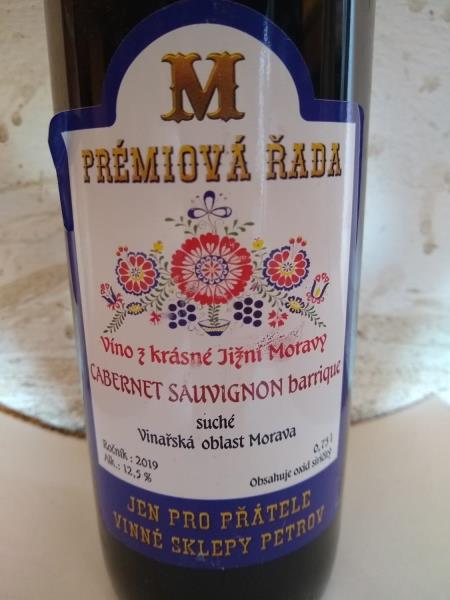 M
PRÉMIOVÁ ŘADA
Víno z krásné Jižní Moravy
CABERNET SAUVIGNON barrique
suché
Vinařská oblast Morava
Ročník : 2019
Alk.: 12,5 %
0,75 l
Obsahuje oxid siřičitý
JEN PRO PŘÁTELE
VINNÉ SKLEPY PETROV